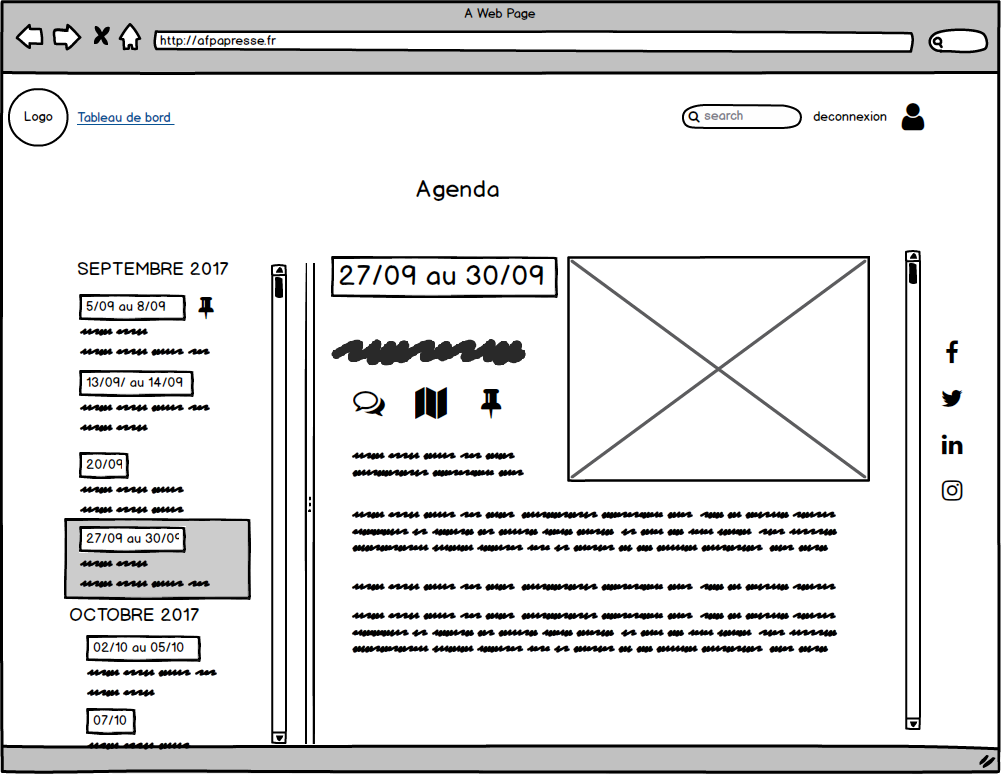 A Web Page
http://afpapresse.fr
Logo
Tableau de bord
search
deconnexion
Agenda
SEPTEMBRE 2017
5/09 au 8/09
13/09/ au 14/09
20/09
27/09 au 30/09
OCTOBRE 2017
02/10 au 05/10
07/10
27/09 au 30/09